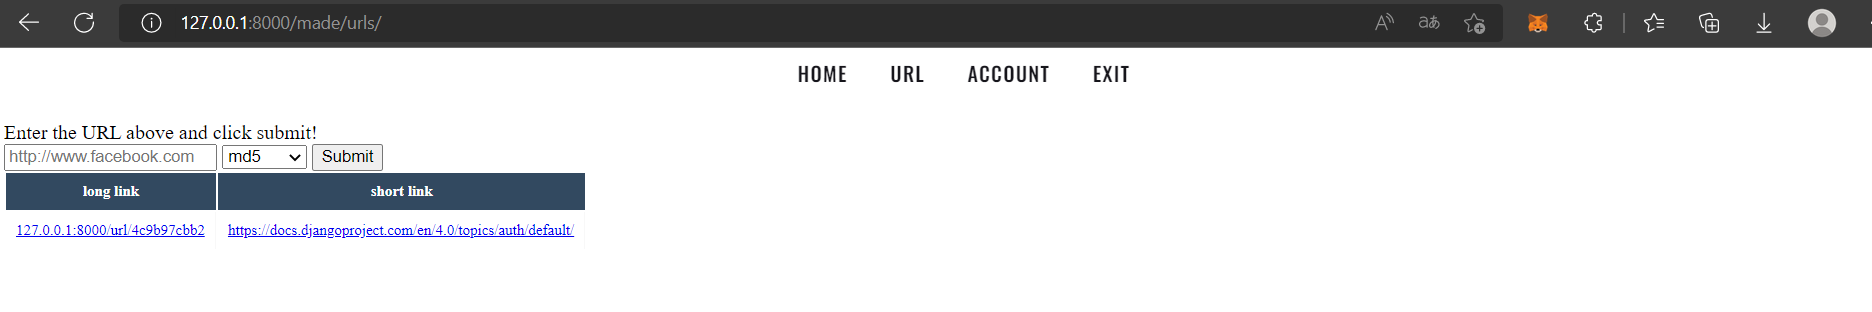 127.0.0.1:8000/made/urls/
HOME URL ACCOUNT EXIT
Enter the URL above and click submit!
http://www.facebook.com md5 Submit
long link short link
127.0.0.1:8000/url/4c9b97cbb2 https://docs.djangoproject.com/en/4.0/topics/auth/default/